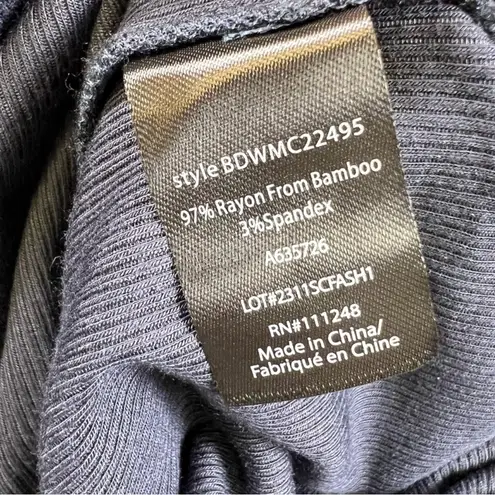 style BDWMC22495
97% Rayon From Bamboo
3%Spandex
A635726
LOT#2311SCFASH1
RN#111248
Made in China/
Fabriqué en Chine